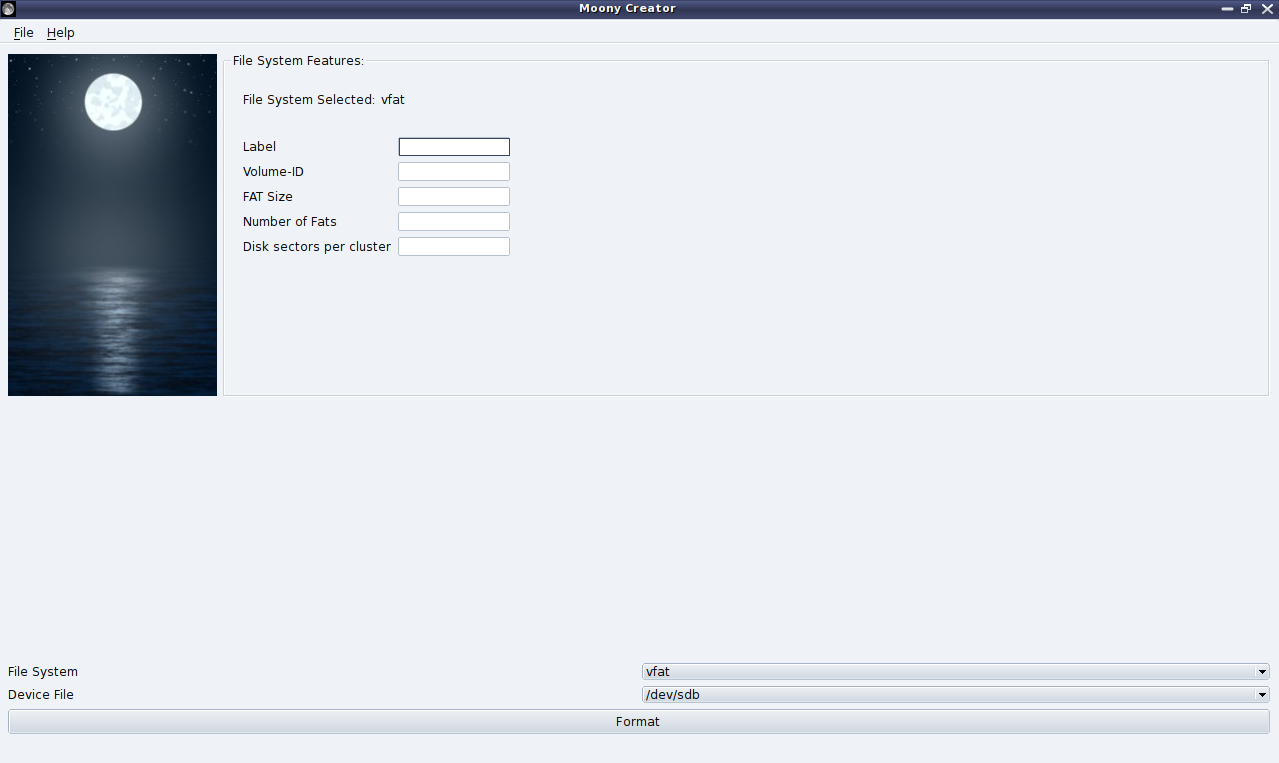 Moony Creator
File Help
File System Features:
File System Selected: vfat
Label
Volume-ID
FAT Size
Number of Fats
Disk sectors per cluster
File System vfat
Device File /dev/sdb
Format